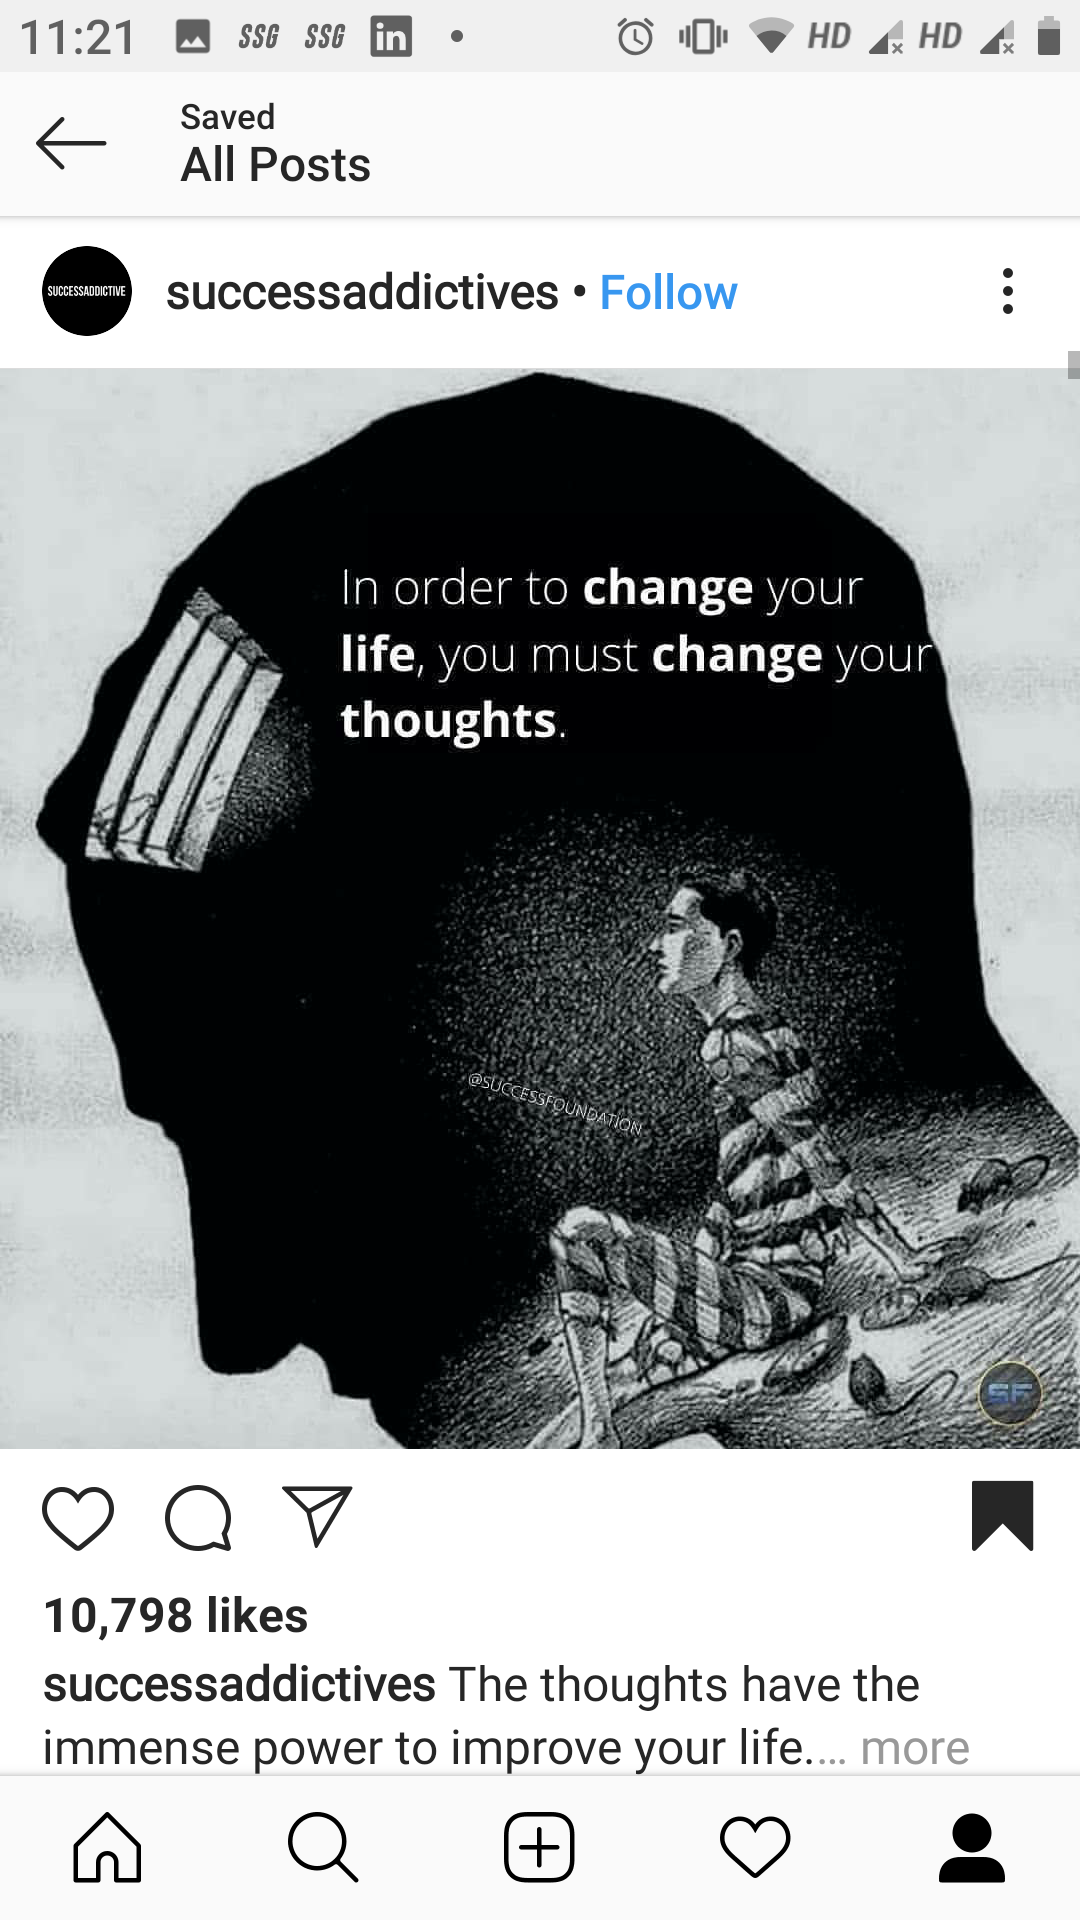 11:21 SSG SSG in HD HD
Saved
All Posts
SUCCESSADDICTIVE
successaddictives • Follow
In order to change your
life, you must change your
thoughts.
@SUCCESSFOUNDATION
SF
10,798 likes
successaddictives The thoughts have the
immense power to improve your life.... more